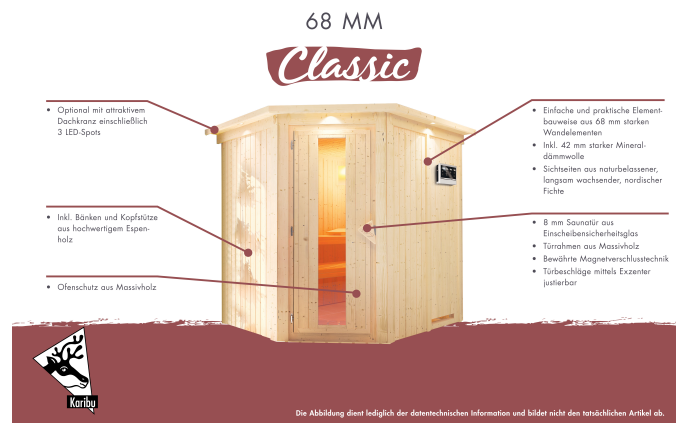 68 MM
Classic
• Optional mit attraktivem
Dachkranz einschließlich
3 LED-Spots
• Inkl. Bänken und Kopfstütze
aus hochwertigem Espen-
holz
• Ofenschutz aus Massivholz
• Einfache und praktische Element-
bauweise aus 68 mm starken
Wandelementen
• Inkl. 42 mm starker Mineral-
dämmwolle
• Sichtseiten aus naturbelassener,
langsam wachsender, nordischer
Fichte
• 8 mm Saunatür aus
Einscheibensicherheitsglas
• Türrahmen aus Massivholz
• Bewährte Magnetverschlusstechnik
• Türbeschläge mittels Exzenter
justierbar
Karibu
Die Abbildung dient lediglich der datentechnischen Information und bildet nicht den tatsächlichen Artikel ab.